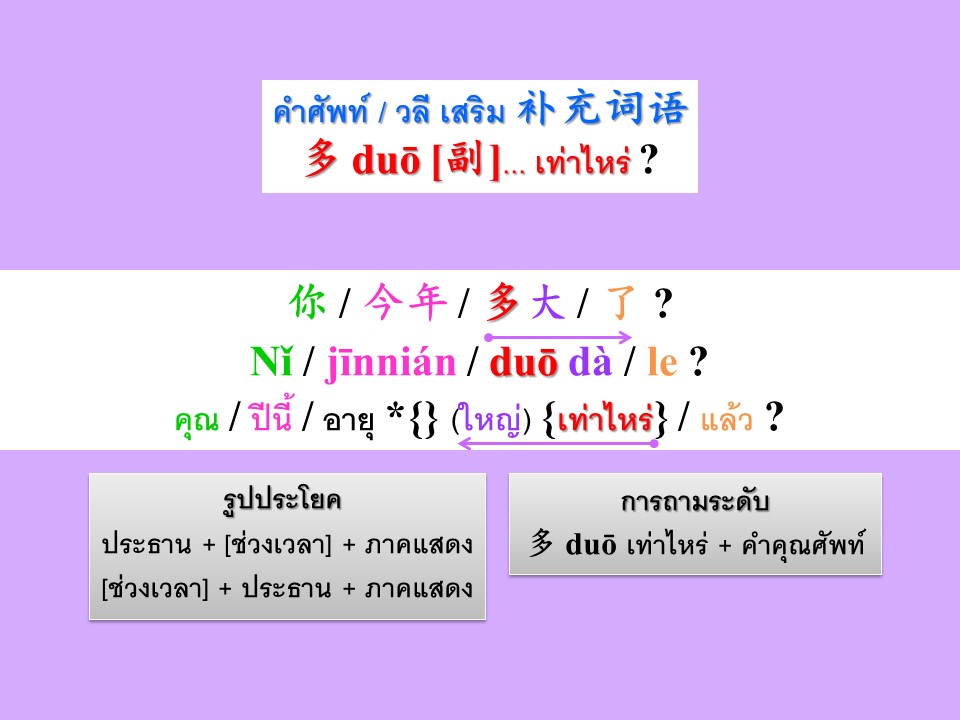 คำศัพท์ / วลี เสริม 补充词语
多 duō [副]... เท่าไหร่ ?
你 / 今年 / 多大 / 了 ?
Nǐ / jīnnián / duō dà / le ?
คุณ / ปีนี้ / อายุ *{} (ใหญ่) {เท่าไหร่} / แล้ว ?
รูปประโยค
ประธาน + [ช่วงเวลา] + ภาคแสดง
[ช่วงเวลา] + ประธาน + ภาคแสดง
การถามระดับ
多 duō เท่าไหร่ + คำคุณศัพท์